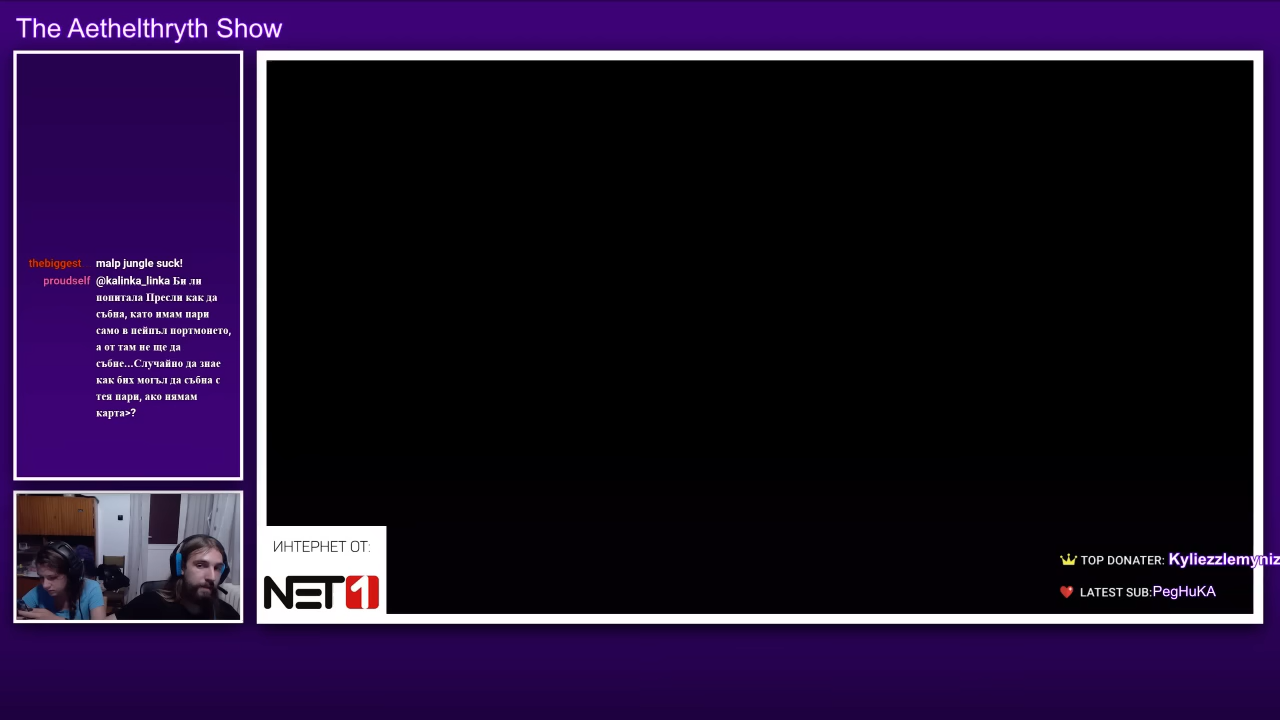 The Aethelthryth Show
thebiggest malp jungle suck!
proudself @kalinka_linka Би ли
попитала Пресли как да
събна, като имам пари
само в пейпъл портмонето,
а от там не ще да
събне...Случайно да знае
как бих могъл да събна с
тея пари, ако нямам
карта>?
ИНТЕРНЕТ ОТ:
NET1
TOP DONATER: Kyliezzlemyniz
LATEST SUB:PegHuKA